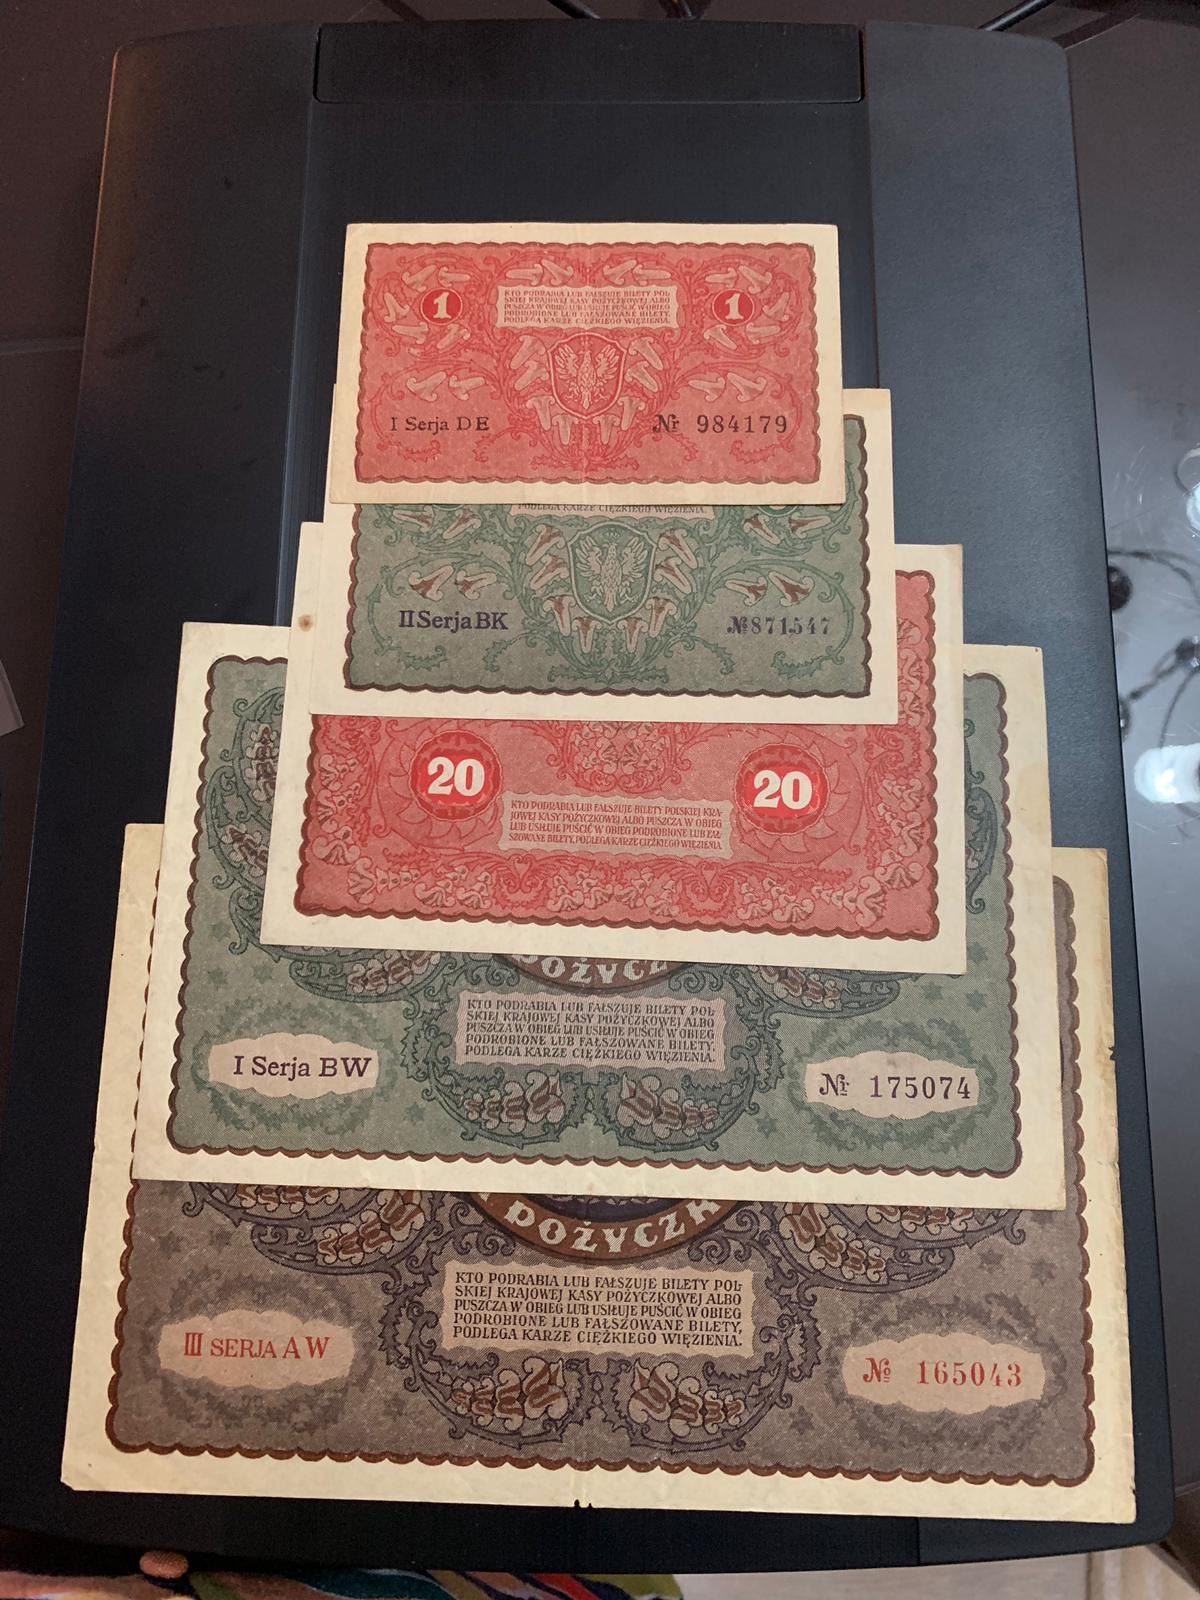 1
1
KTO PODRABIA LUB FAŁSZUJE BILETY POL-
SKIEJ KRAJOWEJ KASY POŻYCZKOWEJ ALBO
PUSZCZA W OBIEG LUB USIŁUJE PUŚCIĆ W OBIEG
PODROBIONE LUB FAŁSZOWANE BILETY,
PODLEGA KARZE CIĘŻKIEGO WIĘZIENIA.
I Serja DE
Nr 984179
PODLEGA KARZE CIĘŻKIEGO WIĘZIENIA.
II Serja BK
№ 871547
20
20
KTO PODRABIA LUB FAŁSZUJE BILETY POLSKIEJ KRA-
JOWEJ KASY POŻYCZKOWEJ ALBO PUSZCZA W OBIEG
LUB USIŁUJE PUŚCIĆ W OBIEG PODROBIONE LUB FAŁ-
SZOWANE BILETY, PODLEGA KARZE CIĘŻKIEGO WIĘZIENIA.
POŻYCZ
KTO PODRABIA LUB FAŁSZUJE BILETY POL-
SKIEJ KRAJOWEJ KASY POŻYCZKOWEJ ALBO
PUSZCZA W OBIEG LUB USIŁUJE PUŚCIĆ W OBIEG
PODROBIONE LUB FAŁSZOWANE BILETY,
PODLEGA KARZE CIĘŻKIEGO WIĘZIENIA.
I Serja BW
Nr 175074
POŻYCZK
KTO PODRABIA LUB FAŁSZUJE BILETY POL-
SKIEJ KRAJOWEJ KASY POŻYCZKOWEJ ALBO
PUSZCZA W OBIEG LUB USIŁUJE PUŚCIĆ W OBIEG
PODROBIONE LUB FAŁSZOWANE BILETY,
PODLEGA KARZE CIĘŻKIEGO WIĘZIENIA.
III SERJA AW
№ 165043